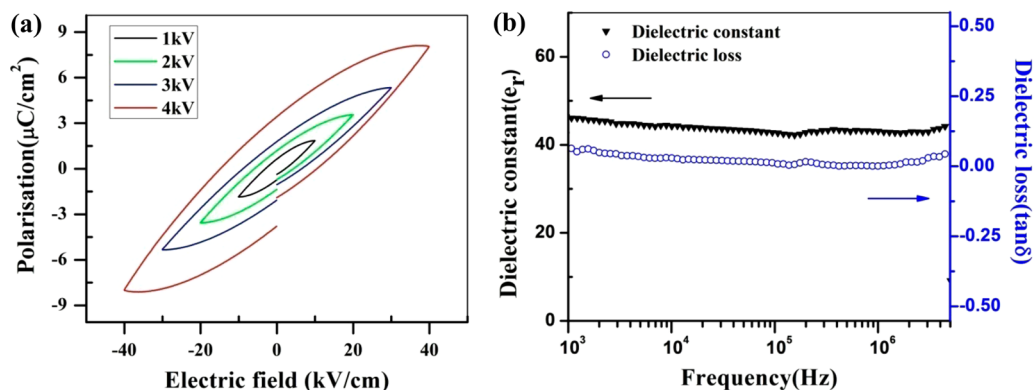 (a)
1kV
2kV
3kV
4kV
9
6
3
0
-3
-6
-9
Polarisation(μC/cm²)
-40 -20 0 20 40
Electric field (kV/cm)
(b)
Dielectric constant
Dielectric loss
60
40
20
0
Dielectric constant(eᵣ)
0.50
0.25
0.00
-0.25
-0.50
Dielectric loss(tanδ)
10³ 10⁴ 10⁵ 10⁶
Frequency(Hz)